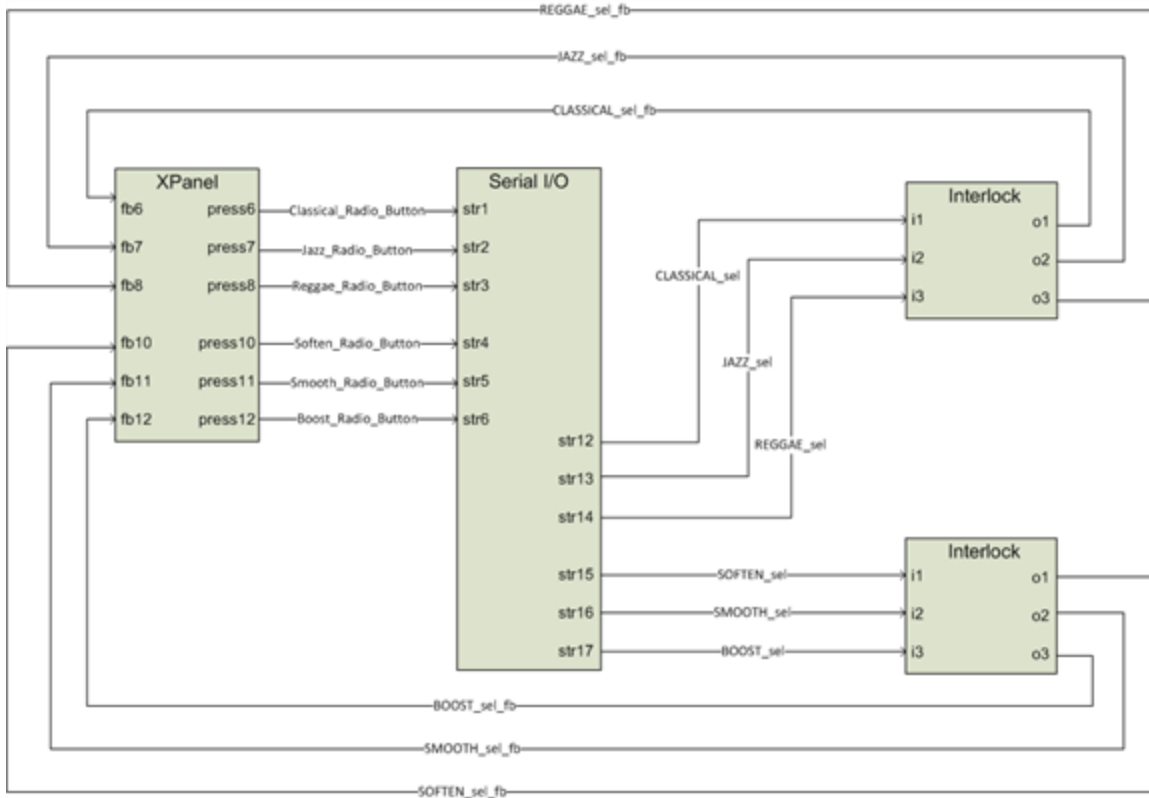 REGGAE_sel_fb
JAZZ_sel_fb
CLASSICAL_sel_fb
XPanel
fb6 press6
fb7 press7
fb8 press8
fb10 press10
fb11 press11
fb12 press12
Classical_Radio_Button
Jazz_Radio_Button
Reggae_Radio_Button
Soften_Radio_Button
Smooth_Radio_Button
Boost_Radio_Button
Serial I/O
str1
str2
str3
str4
str5
str6
str12
str13
str14
str15
str16
str17
CLASSICAL_sel
JAZZ_sel
REGGAE_sel
SOFTEN_sel
SMOOTH_sel
BOOST_sel
Interlock
i1 o1
i2 o2
i3 o3
Interlock
i1 o1
i2 o2
i3 o3
BOOST_sel_fb
SMOOTH_sel_fb
SOFTEN_sel_fb